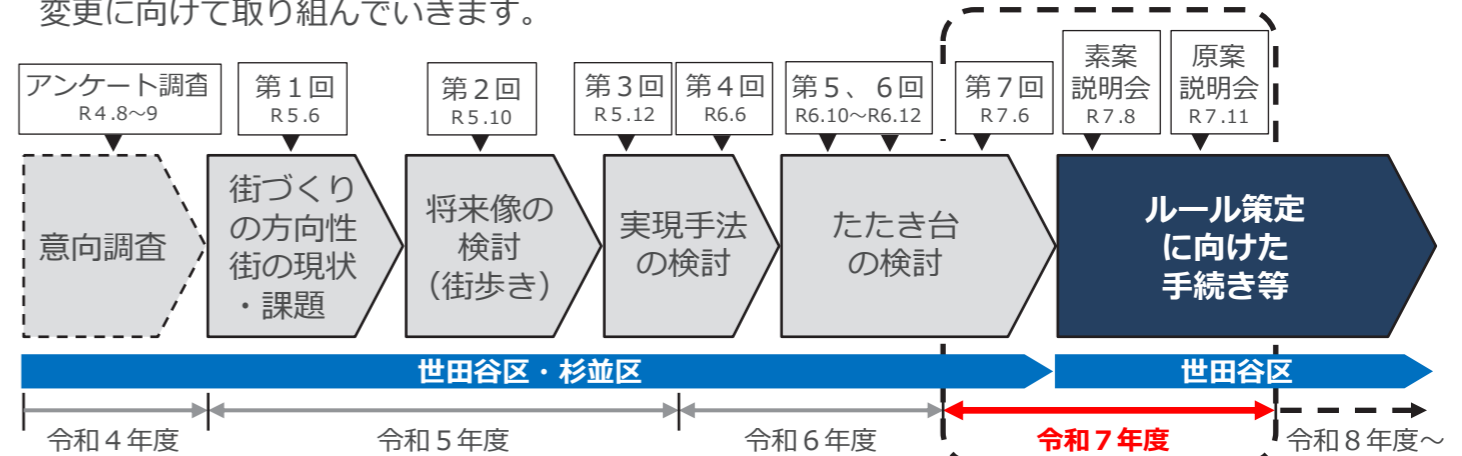 変更に向けて取り組んでいきます。
アンケート調査
R4.8～9
第１回
R5.6
第２回
R5.10
第３回
R5.12
第４回
R6.6
第５、６回
R6.10～R6.12
第７回
R7.6
素案
説明会
R7.8
原案
説明会
R7.11
意向調査
街づくり
の方向性
街の現状
・課題
将来像の
検討
（街歩き）
実現手法
の検討
たたき台
の検討
ルール策定
に向けた
手続き等
世田谷区・杉並区
世田谷区
令和４年度
令和５年度
令和６年度
令和７年度
令和８年度～